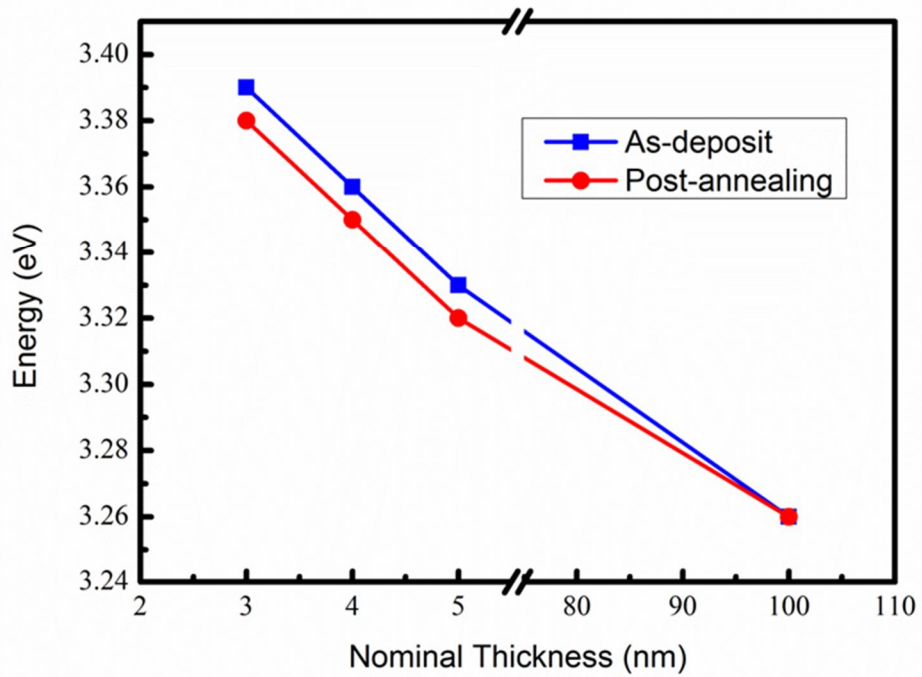 3.40
3.38
3.36
3.34
3.32
3.30
3.28
3.26
3.24
Energy (eV)
As-deposit
Post-annealing
2 3 4 5 80 90 100 110
Nominal Thickness (nm)